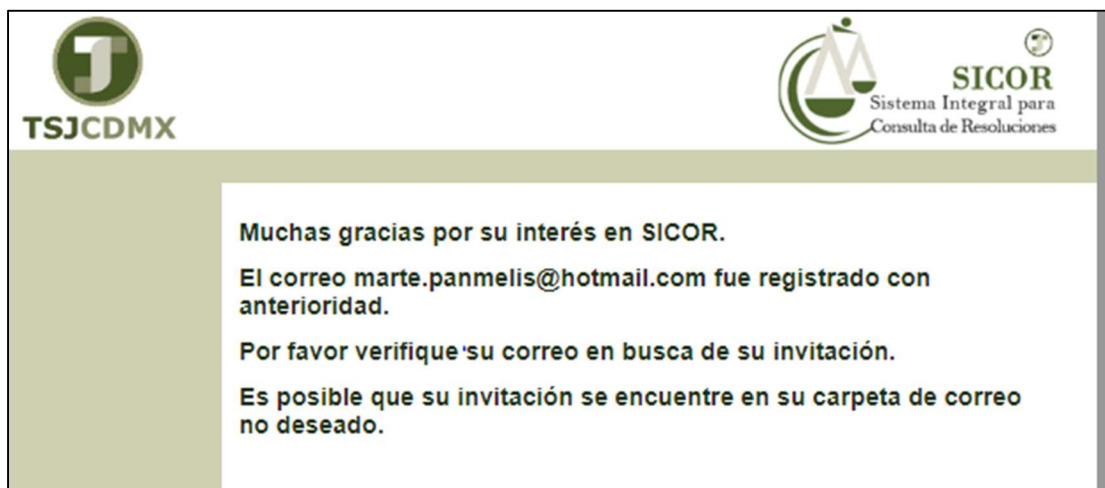 TSJCDMX
SICOR
Sistema Integral para
Consulta de Resoluciones
Muchas gracias por su interés en SICOR.
El correo marte.panmelis@hotmail.com fue registrado con
anterioridad.
Por favor verifique su correo en busca de su invitación.
Es posible que su invitación se encuentre en su carpeta de correo
no deseado.